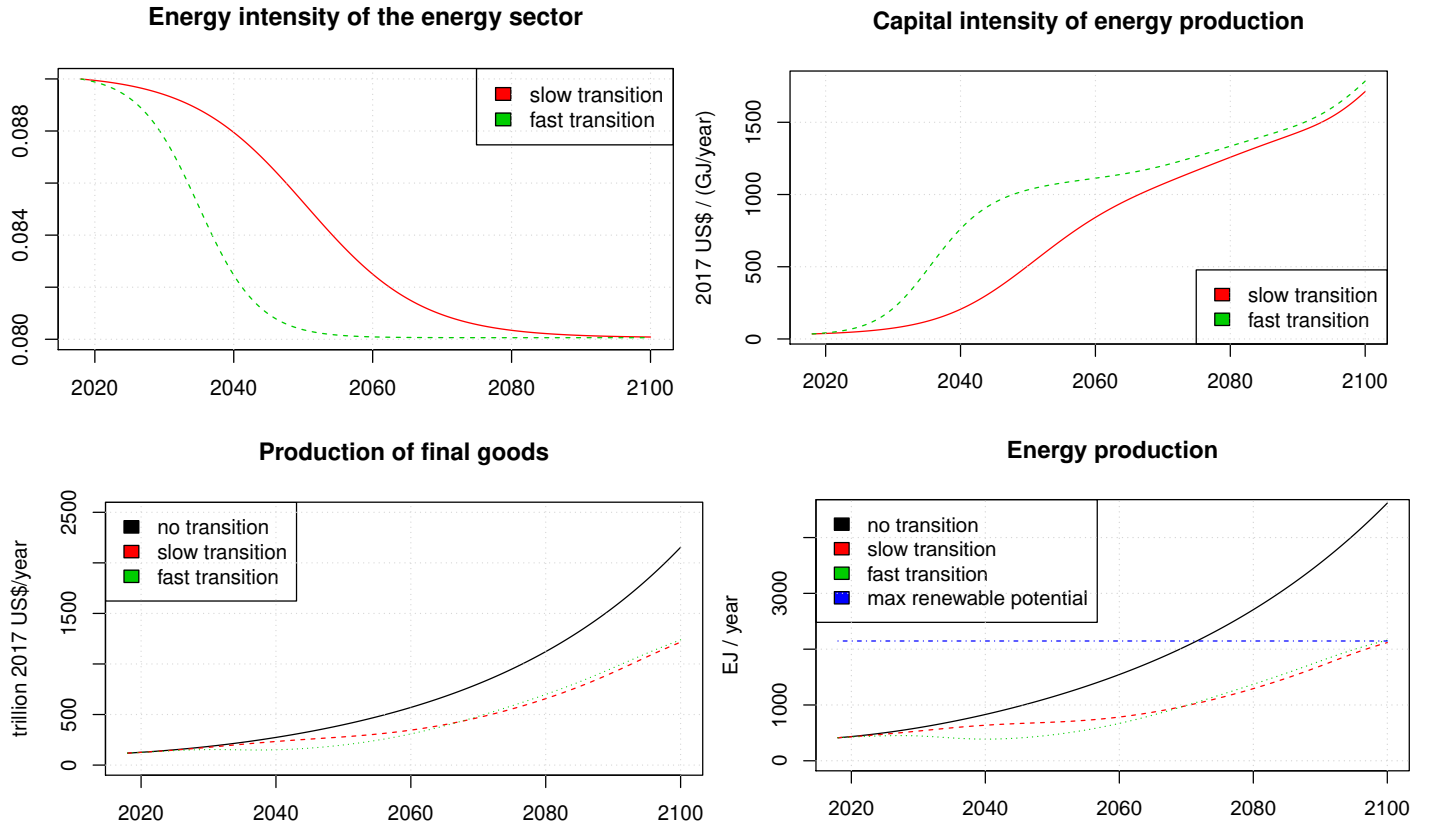 Energy intensity of the energy sector
0.088
0.084
0.080
slow transition
fast transition
2020 2040 2060 2080 2100
Capital intensity of energy production
2017 US$ / (GJ/year)
1500
1000
500
0
slow transition
fast transition
2020 2040 2060 2080 2100
Production of final goods
trillion 2017 US$/year
2500
1500
500
0
no transition
slow transition
fast transition
2020 2040 2060 2080 2100
Energy production
EJ / year
3000
1000
0
no transition
slow transition
fast transition
max renewable potential
2020 2040 2060 2080 2100